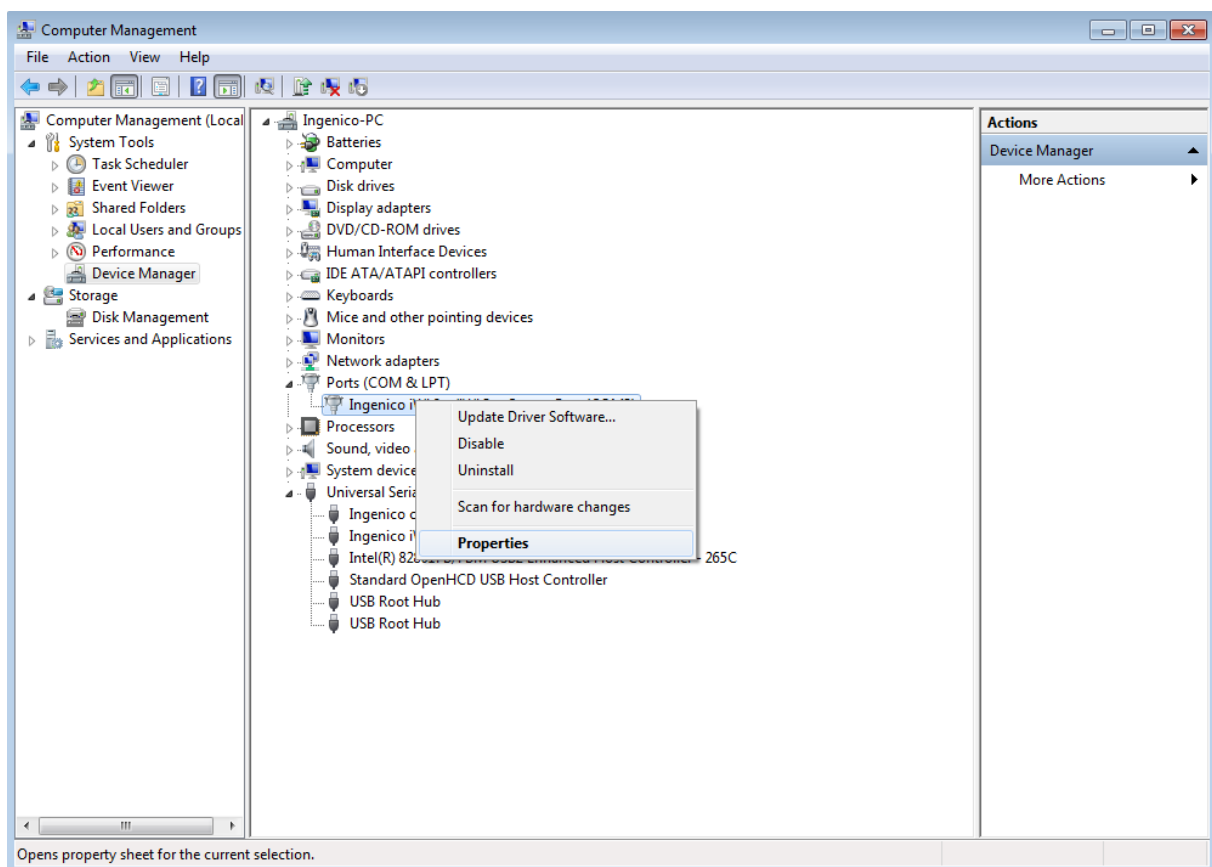 Computer Management
File Action View Help
Computer Management (Local
System Tools
Task Scheduler
Event Viewer
Shared Folders
Local Users and Groups
Performance
Device Manager
Storage
Disk Management
Services and Applications
Ingenico-PC
Batteries
Computer
Disk drives
Display adapters
DVD/CD-ROM drives
Human Interface Devices
IDE ATA/ATAPI controllers
Keyboards
Mice and other pointing devices
Monitors
Network adapters
Ports (COM & LPT)
Ingenico
Processors
Sound, video
System device
Universal Seria
Ingenico c
Ingenico
Intel(R) - 265C
Standard OpenHCD USB Host Controller
USB Root Hub
USB Root Hub
Update Driver Software...
Disable
Uninstall
Scan for hardware changes
Properties
Actions
Device Manager
More Actions
Opens property sheet for the current selection.